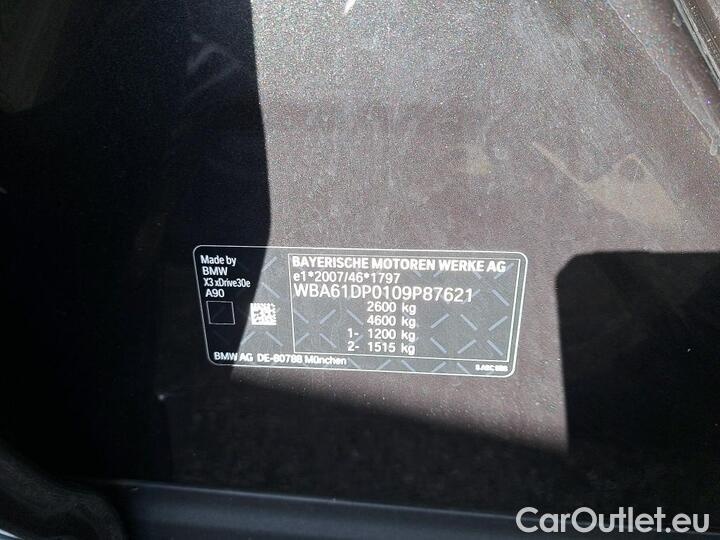 Made by
BMW
X3 xDrive30e
A90
BAYERISCHE MOTOREN WERKE AG
e1*2007/46*1797
WBA61DP0109P87621
2600 kg
4600 kg
1- 1200 kg
2- 1515 kg
BMW AG DE-80788 München
CarOutlet.eu